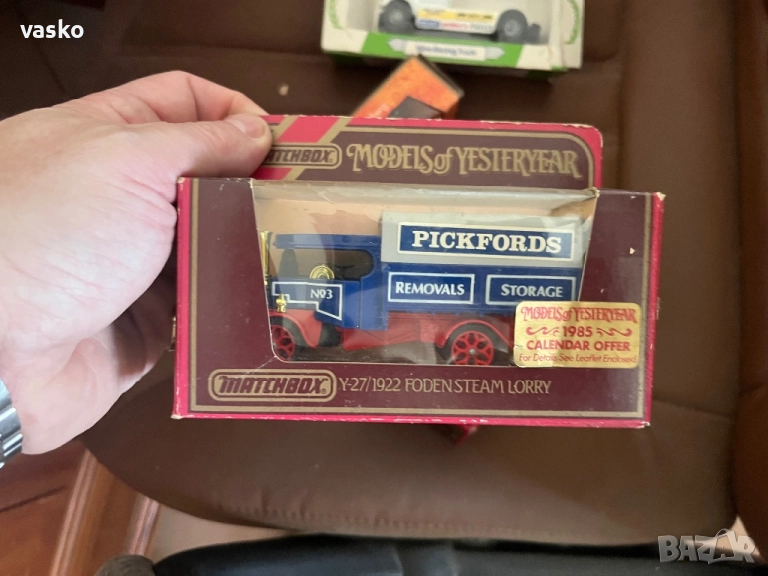 vasko
MATCHBOX MODELS of YESTERYEAR
PICKFORDS
Nº3 REMOVALS STORAGE
MODELS of YESTERYEAR
1985
CALENDAR OFFER
For Details See Leaflet Enclosed
MATCHBOX Y-27/1922 FODEN STEAM LORRY
BAZAR